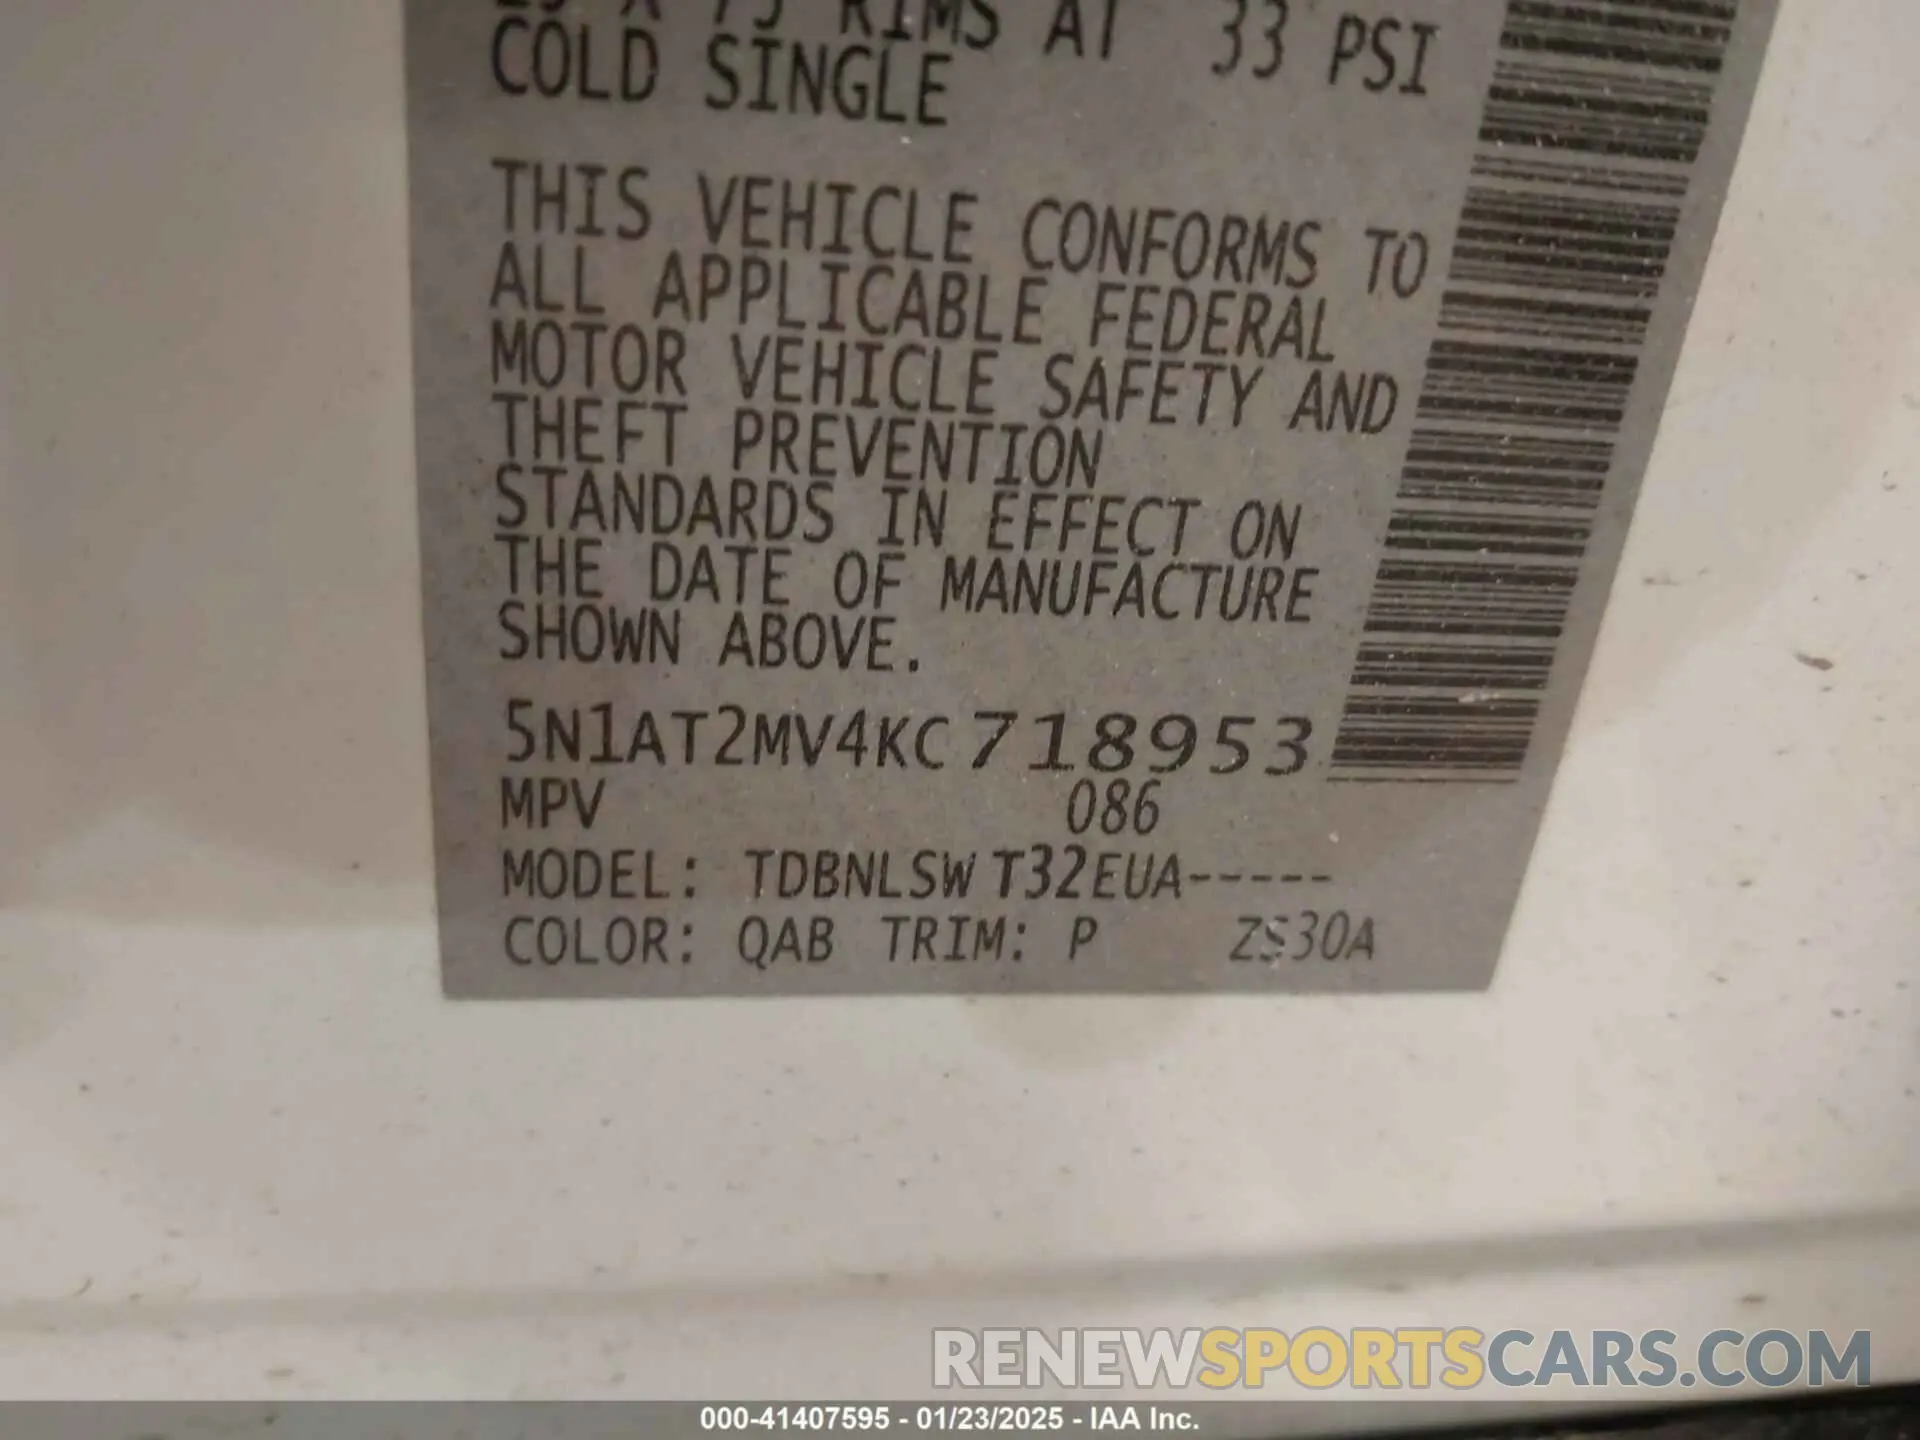 RIMS AT 33 PSI
COLD SINGLE
THIS VEHICLE CONFORMS TO
ALL APPLICABLE FEDERAL
MOTOR VEHICLE SAFETY AND
THEFT PREVENTION
STANDARDS IN EFFECT ON
THE DATE OF MANUFACTURE
SHOWN ABOVE.
5N1AT2MV4KC718953
MPV 086
MODEL: TDBNLSW T32EUA-----
COLOR: QAB TRIM: P ZS30A
RENEWSPORTSCARS.COM
000-41407595 - 01/23/2025 - IAA Inc.